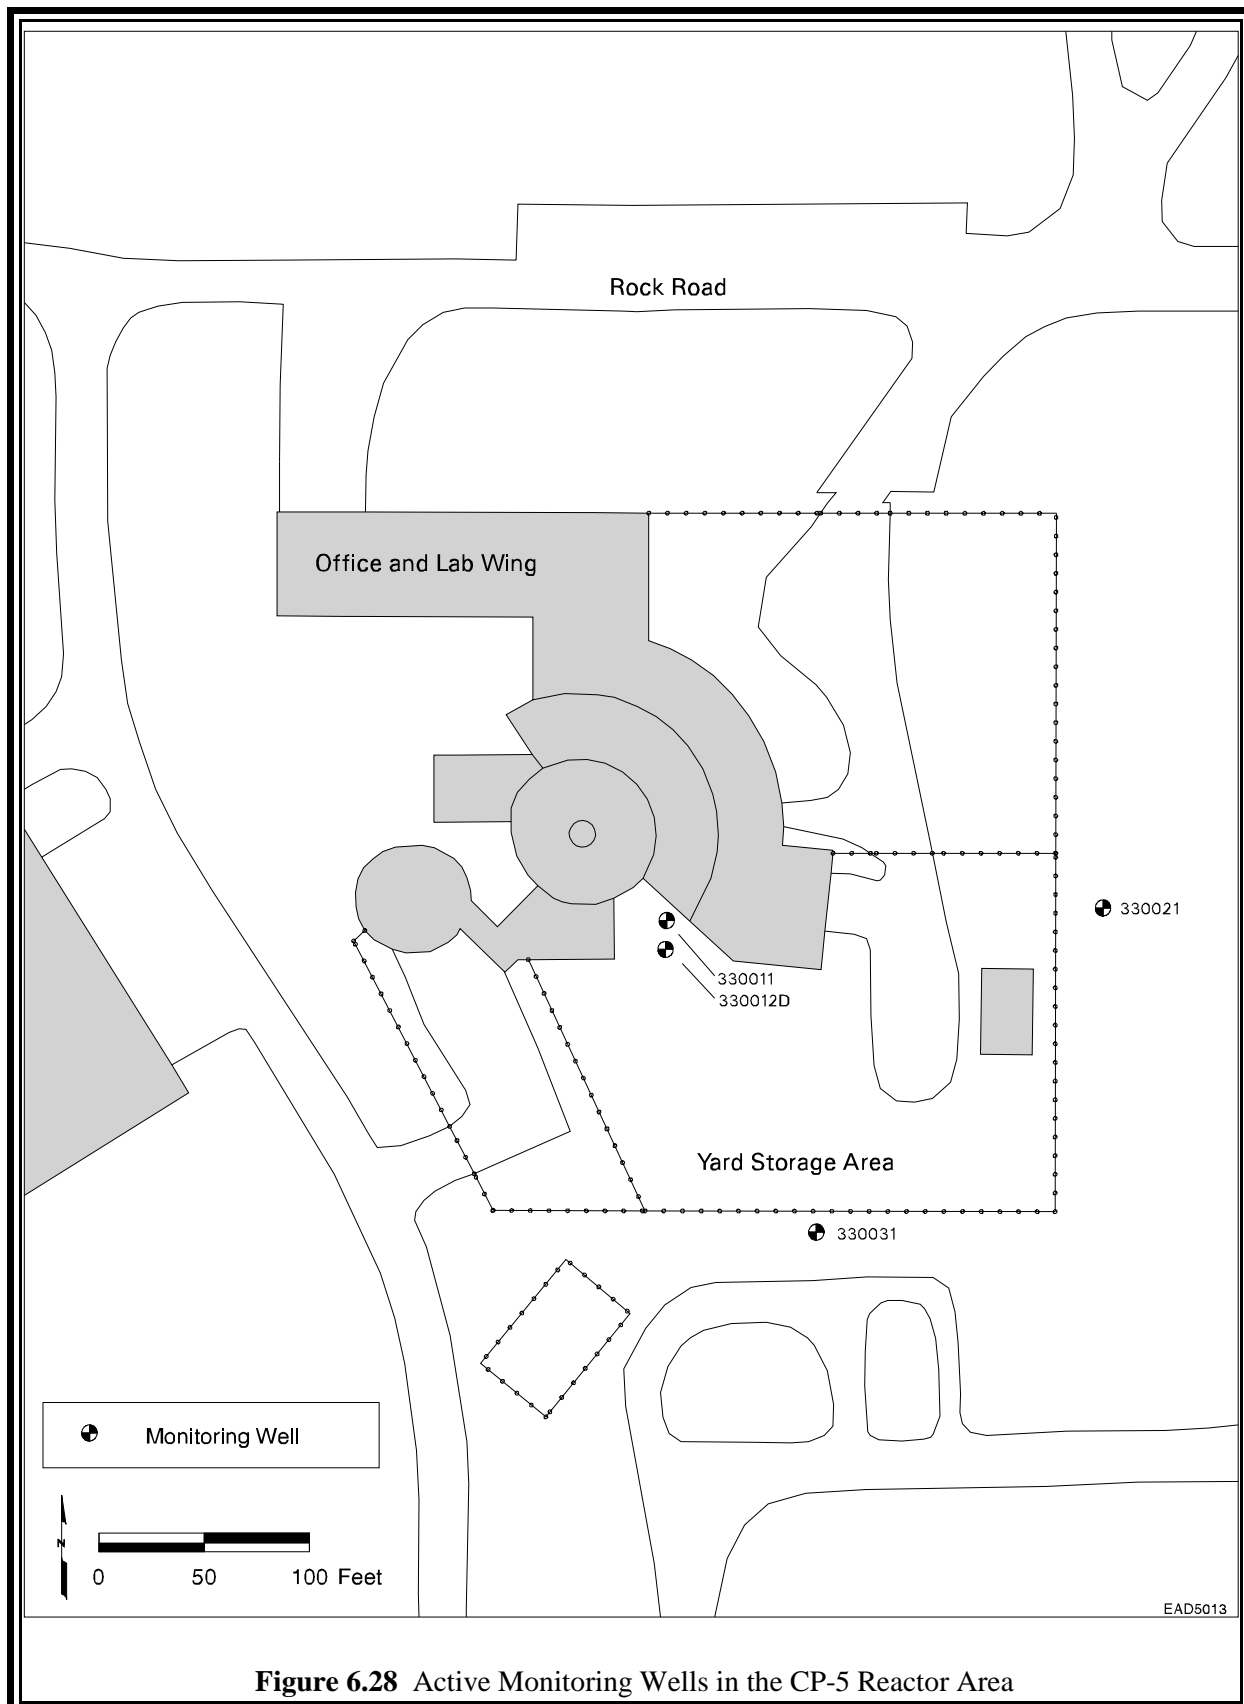 Rock Road
Office and Lab Wing
330021
330011
330012D
Yard Storage Area
330031
Monitoring Well
N
0 50 100 Feet
EAD5013
Figure 6.28 Active Monitoring Wells in the CP-5 Reactor Area